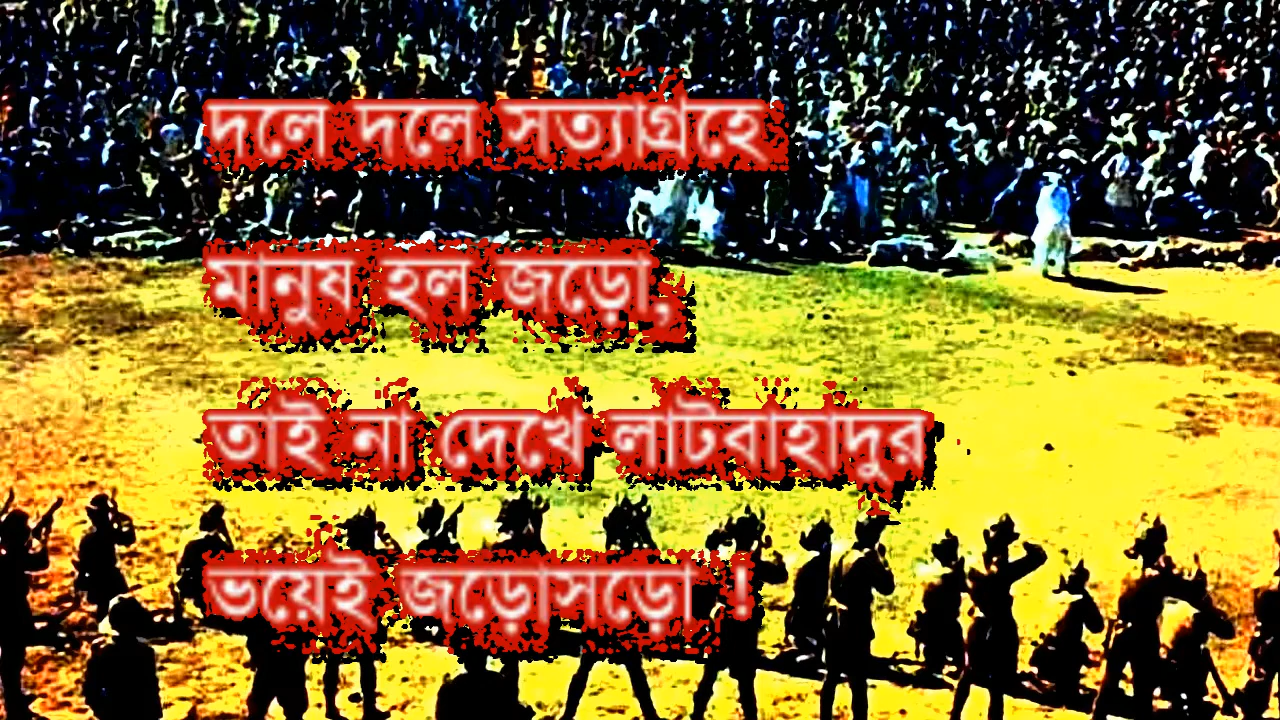 দলে দলে সত্যাগ্রহে
মানুষ হল জড়ো,
তাই না দেখে লাটবাহাদুর
ভয়েই জড়োসড়ো !